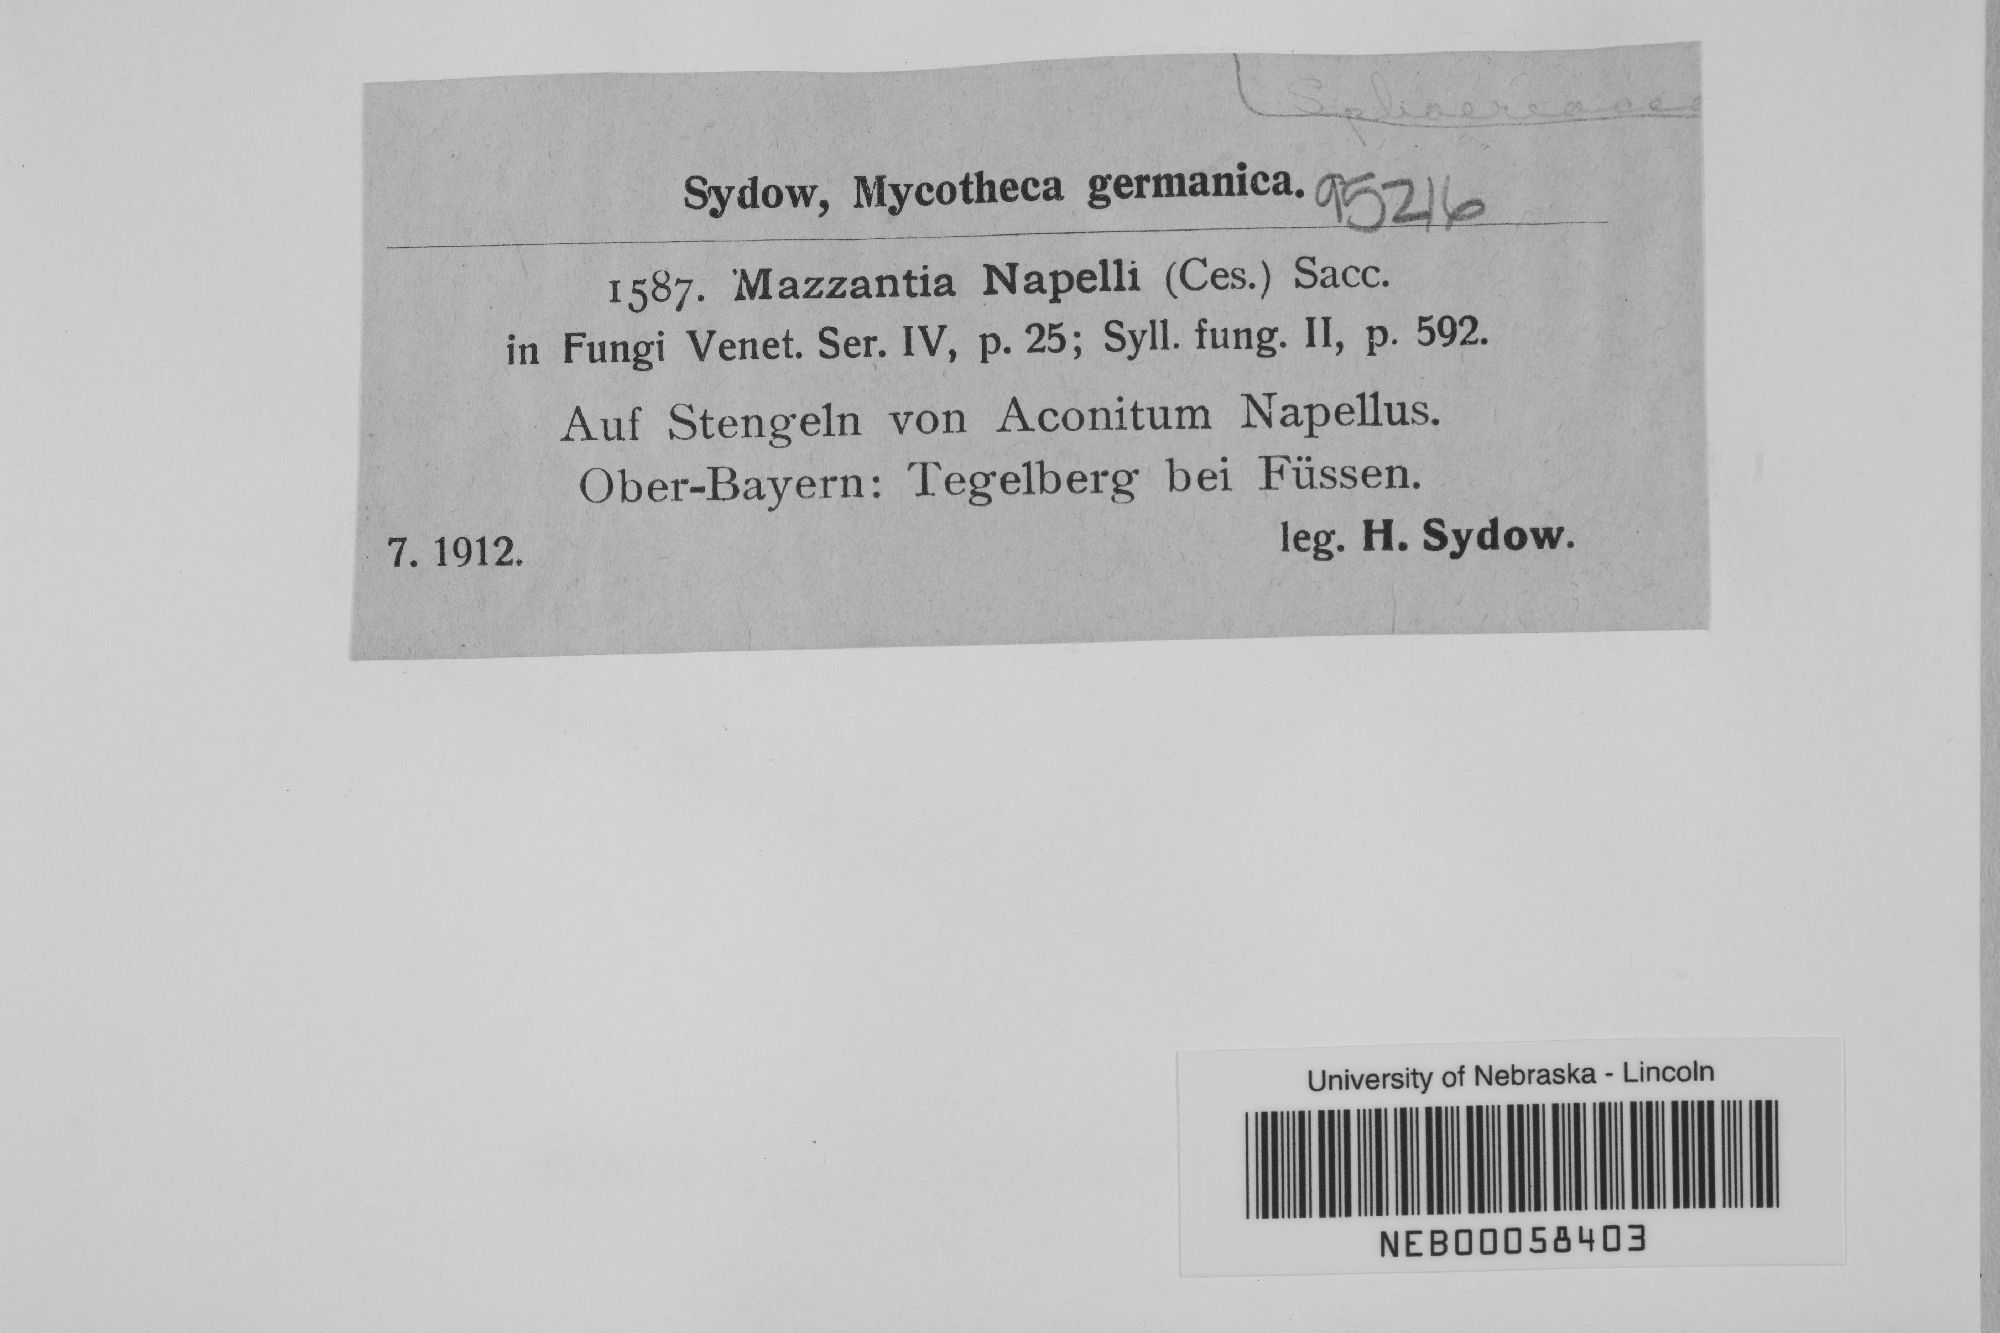 Sphaeriaceae
Sydow, Mycotheca germanica. 95216
1587. Mazzantia Napelli (Ces.) Sacc.
in Fungi Venet. Ser. IV, p. 25; Syll. fung. II, p. 592.
Auf Stengeln von Aconitum Napellus.
Ober-Bayern: Tegelberg bei Füssen.
7. 1912. leg. H. Sydow.
University of Nebraska - Lincoln
NEB00058403